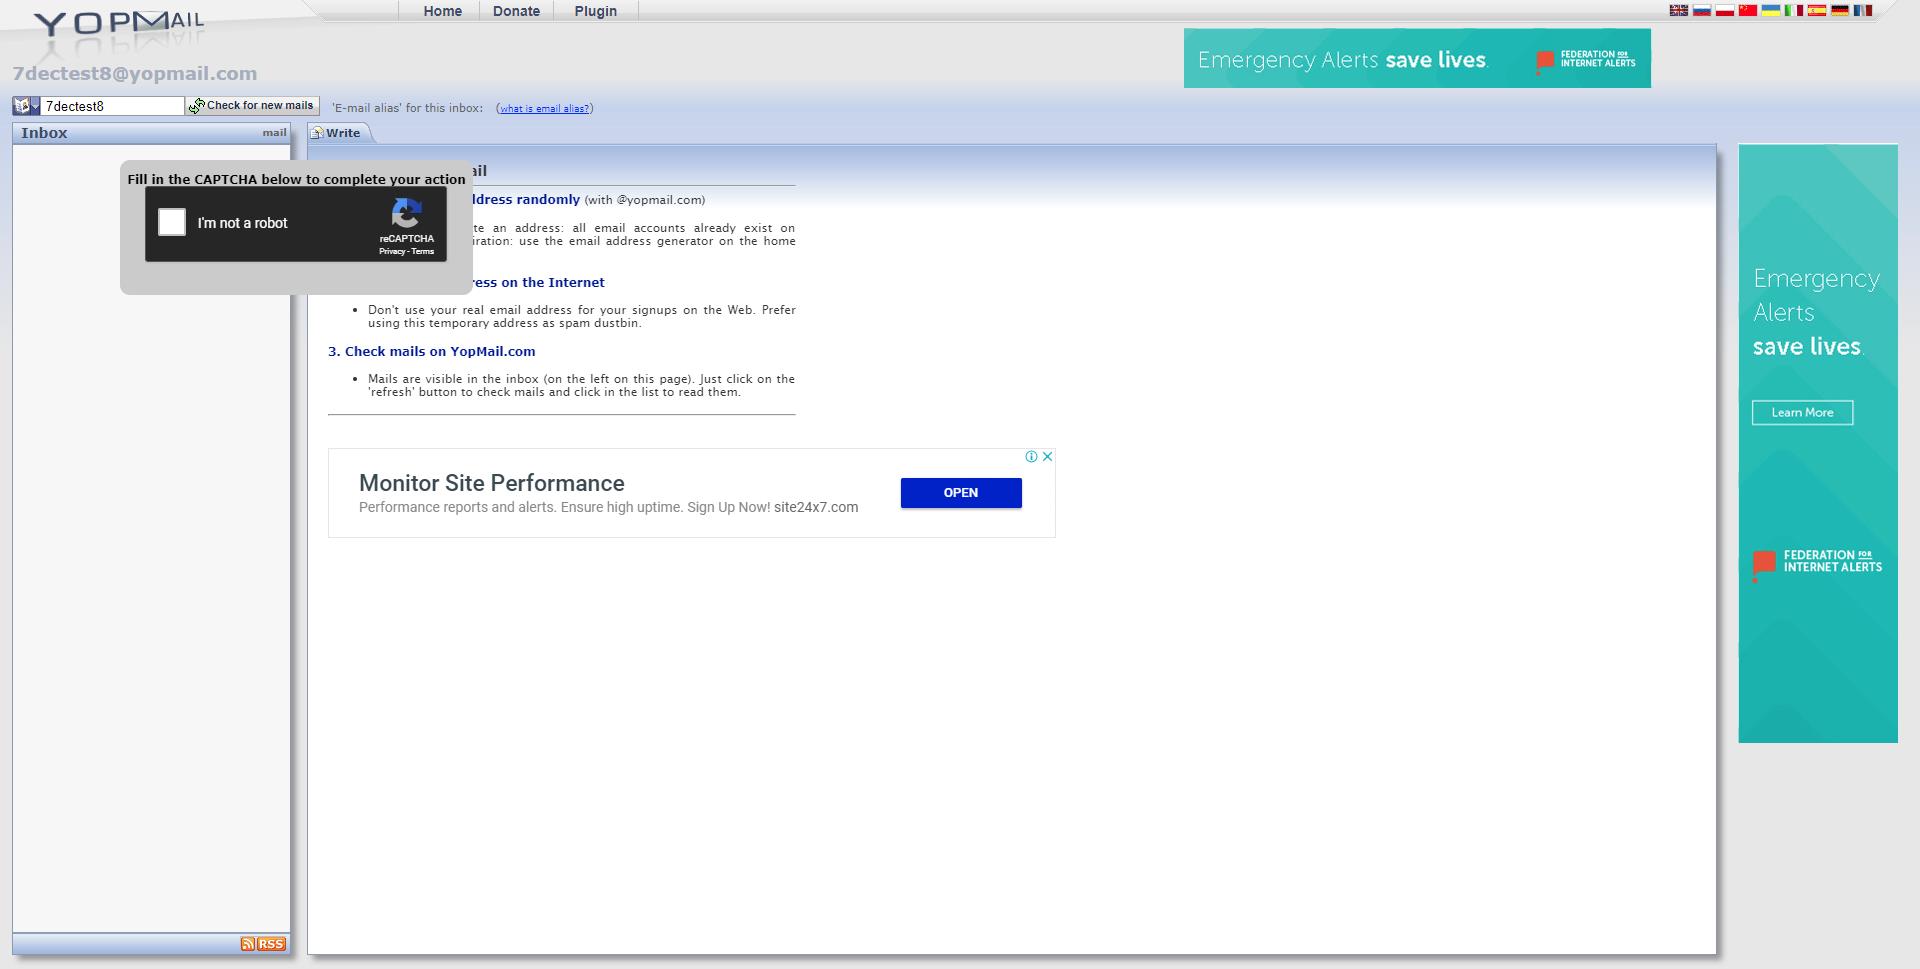 YOPMAIL
Home
Donate
Plugin
7dectest8@yopmail.com
Emergency Alerts save lives.
FEDERATION FOR
INTERNET ALERTS
7dectest8
Check for new mails
'E-mail alias' for this inbox: (what is email alias?)
Inbox
mail
Write
ail
Fill in the CAPTCHA below to complete your action
I'm not a robot
reCAPTCHA
Privacy - Terms
dress randomly (with @yopmail.com)
te an address: all email accounts already exist on
iration: use the email address generator on the home
ress on the Internet
• Don't use your real email address for your signups on the Web. Prefer
using this temporary address as spam dustbin.
3. Check mails on YopMail.com
• Mails are visible in the inbox (on the left on this page). Just click on the
'refresh' button to check mails and click in the list to read them.
Monitor Site Performance
Performance reports and alerts. Ensure high uptime. Sign Up Now! site24x7.com
OPEN
Emergency
Alerts
save lives.
Learn More
FEDERATION FOR
INTERNET ALERTS
RSS